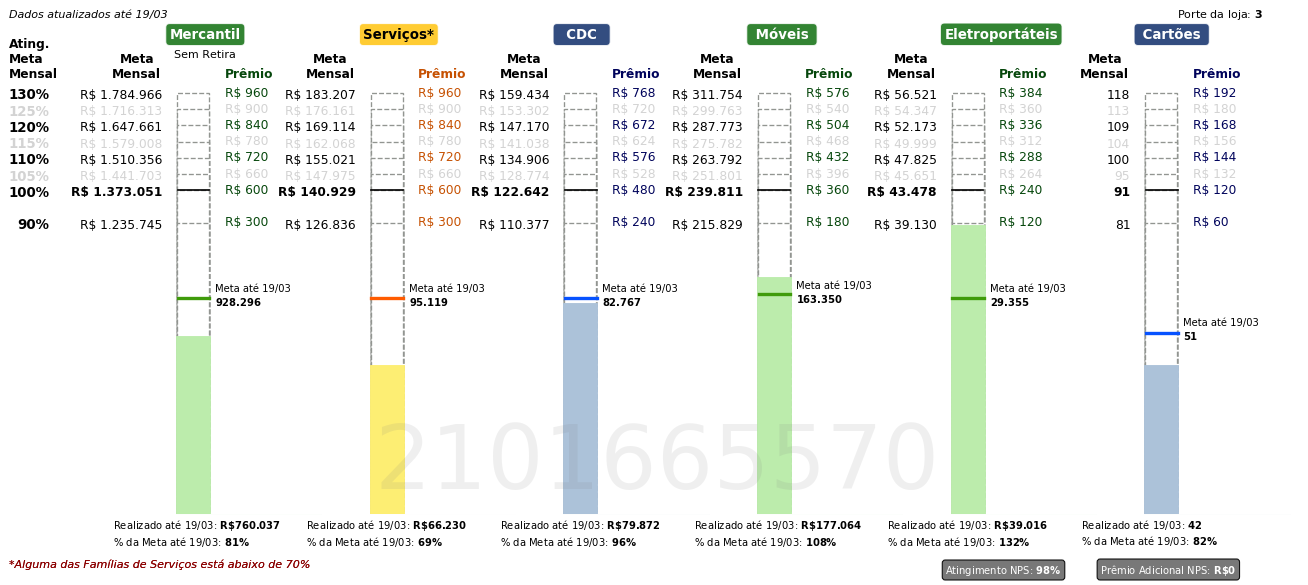 Dados atualizados até 19/03
Porte da loja: 3
Mercantil Serviços* CDC Móveis Eletroportáteis Cartões
Sem Retira
Ating. Meta Mensal
Meta Mensal Prêmio Meta Mensal Prêmio Meta Mensal Prêmio Meta Mensal Prêmio Meta Mensal Prêmio Meta Mensal Prêmio
130% R$ 1.784.966 R$ 960 R$ 183.207 R$ 960 R$ 159.434 R$ 768 R$ 311.754 R$ 576 R$ 56.521 R$ 384 118 R$ 192
125% R$ 1.716.313 R$ 900 R$ 176.161 R$ 900 R$ 153.302 R$ 720 R$ 299.763 R$ 540 R$ 54.347 R$ 360 113 R$ 180
120% R$ 1.647.661 R$ 840 R$ 169.114 R$ 840 R$ 147.170 R$ 672 R$ 287.773 R$ 504 R$ 52.173 R$ 336 109 R$ 168
115% R$ 1.579.008 R$ 780 R$ 162.068 R$ 780 R$ 141.038 R$ 624 R$ 275.782 R$ 468 R$ 49.999 R$ 312 104 R$ 156
110% R$ 1.510.356 R$ 720 R$ 155.021 R$ 720 R$ 134.906 R$ 576 R$ 263.792 R$ 432 R$ 47.825 R$ 288 100 R$ 144
105% R$ 1.441.703 R$ 660 R$ 147.975 R$ 660 R$ 128.774 R$ 528 R$ 251.801 R$ 396 R$ 45.651 R$ 264 95 R$ 132
100% R$ 1.373.051 R$ 600 R$ 140.929 R$ 600 R$ 122.642 R$ 480 R$ 239.811 R$ 360 R$ 43.478 R$ 240 91 R$ 120
90% R$ 1.235.745 R$ 300 R$ 126.836 R$ 300 R$ 110.377 R$ 240 R$ 215.829 R$ 180 R$ 39.130 R$ 120 81 R$ 60
Meta até 19/03 Meta até 19/03 Meta até 19/03 Meta até 19/03 Meta até 19/03
928.296 95.119 82.767 163.350 29.355
Meta até 19/03
51
2101665570
Realizado até 19/03: R$760.037 Realizado até 19/03: R$66.230 Realizado até 19/03: R$79.872 Realizado até 19/03: R$177.064 Realizado até 19/03: R$39.016 Realizado até 19/03: 42
% da Meta até 19/03: 81% % da Meta até 19/03: 69% % da Meta até 19/03: 96% % da Meta até 19/03: 108% % da Meta até 19/03: 132% % da Meta até 19/03: 82%
*Alguma das Famílias de Serviços está abaixo de 70%
Atingimento NPS: 98% Prêmio Adicional NPS: R$0